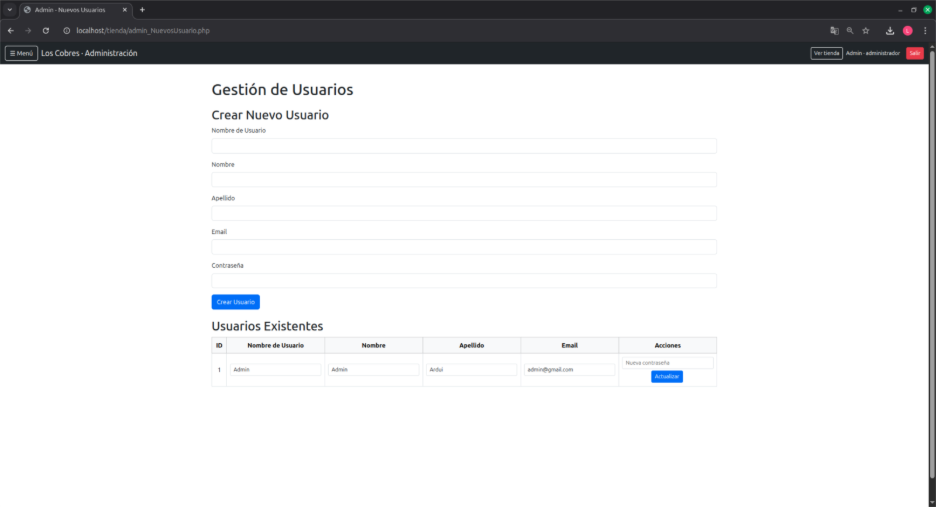 Admin - Nuevos Usuarios
localhost/tienda/admin_NuevosUsuario.php
☰ Menú Los Cobres · Administración Ver tienda Admin · administrador Salir
Gestión de Usuarios
Crear Nuevo Usuario
Nombre de Usuario
Nombre
Apellido
Email
Contraseña
Crear Usuario
Usuarios Existentes
ID Nombre de Usuario Nombre Apellido Email Acciones
1 Admin Admin Ardui admin@gmail.com Nueva contraseña
Actualizar